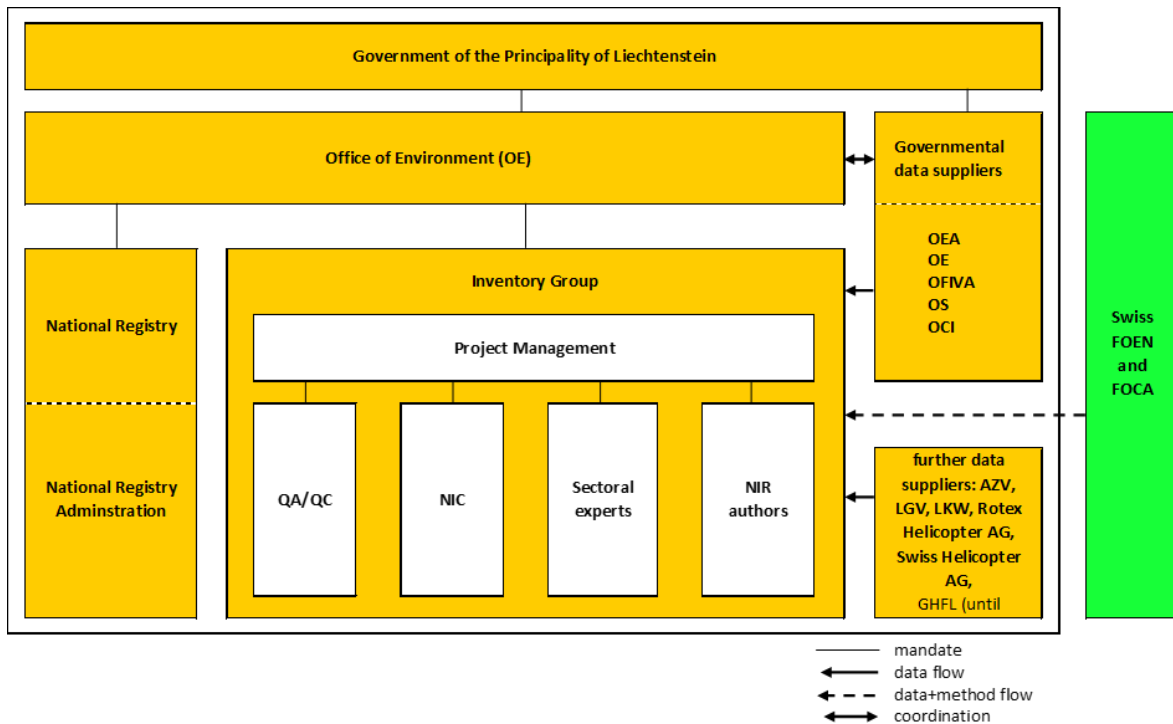 Government of the Principality of Liechtenstein
Office of Environment (OE)
Governmental
data suppliers
OEA
OE
OFIVA
OS
OCI
National Registry
National Registry
Adminstration
Inventory Group
Project Management
QA/QC
NIC
Sectoral
experts
NIR
authors
further data
suppliers: AZV,
LGV, LKW, Rotex
Helicopter AG,
Swiss Helicopter
AG,
GHFL (until
Swiss
FOEN
and
FOCA
mandate
data flow
data+method flow
coordination